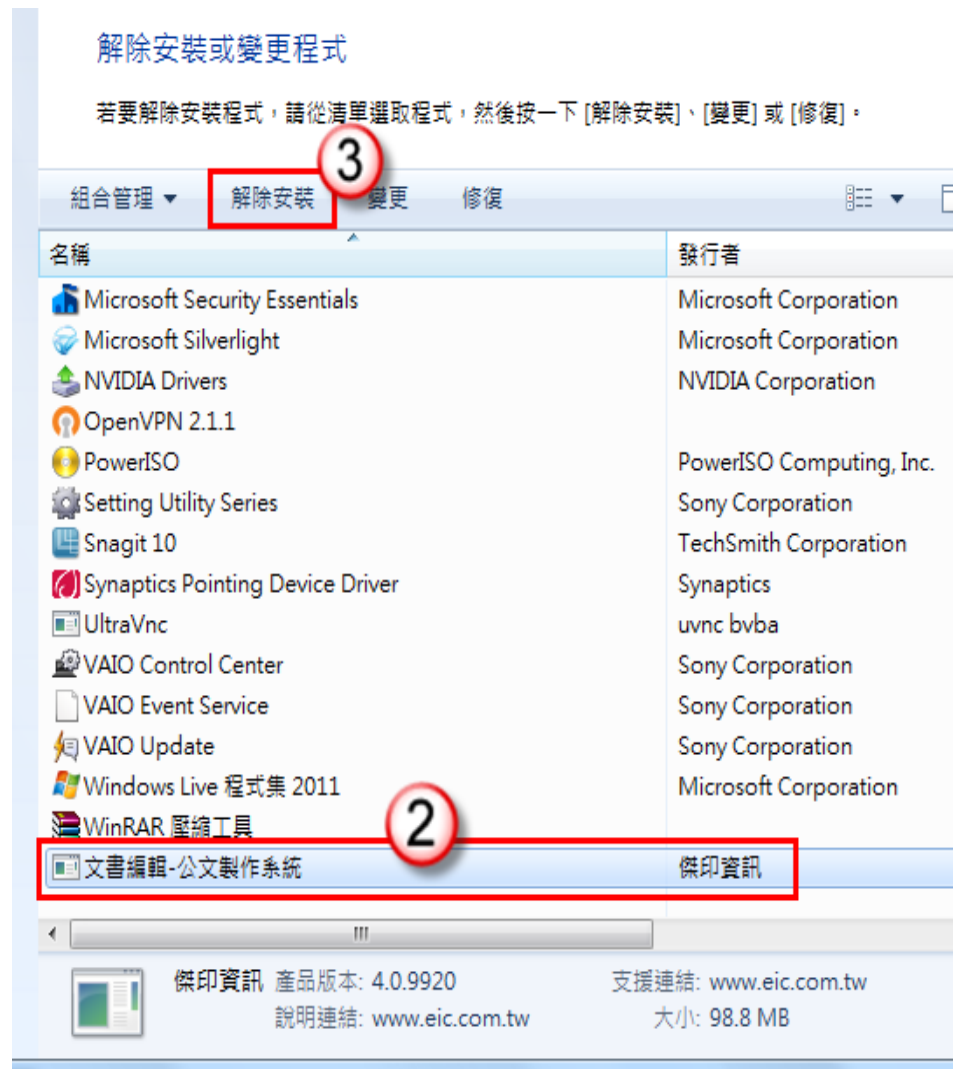 解除安裝或變更程式
若要解除安裝程式，請從清單選取程式，然後按一下 [解除安裝]、[變更] 或 [修復]。
3
組合管理 解除安裝 變更 修復
名稱 發行者
Microsoft Security Essentials Microsoft Corporation
Microsoft Silverlight Microsoft Corporation
NVIDIA Drivers NVIDIA Corporation
OpenVPN 2.1.1
PowerISO PowerISO Computing, Inc.
Setting Utility Series Sony Corporation
Snagit 10 TechSmith Corporation
Synaptics Pointing Device Driver Synaptics
UltraVnc uvnc bvba
VAIO Control Center Sony Corporation
VAIO Event Service Sony Corporation
VAIO Update Sony Corporation
Windows Live 程式集 2011 Microsoft Corporation
WinRAR 壓縮工具
2
文書編輯-公文製作系統 傑印資訊
傑印資訊 產品版本: 4.0.9920 支援連結: www.eic.com.tw
說明連結: www.eic.com.tw 大小: 98.8 MB